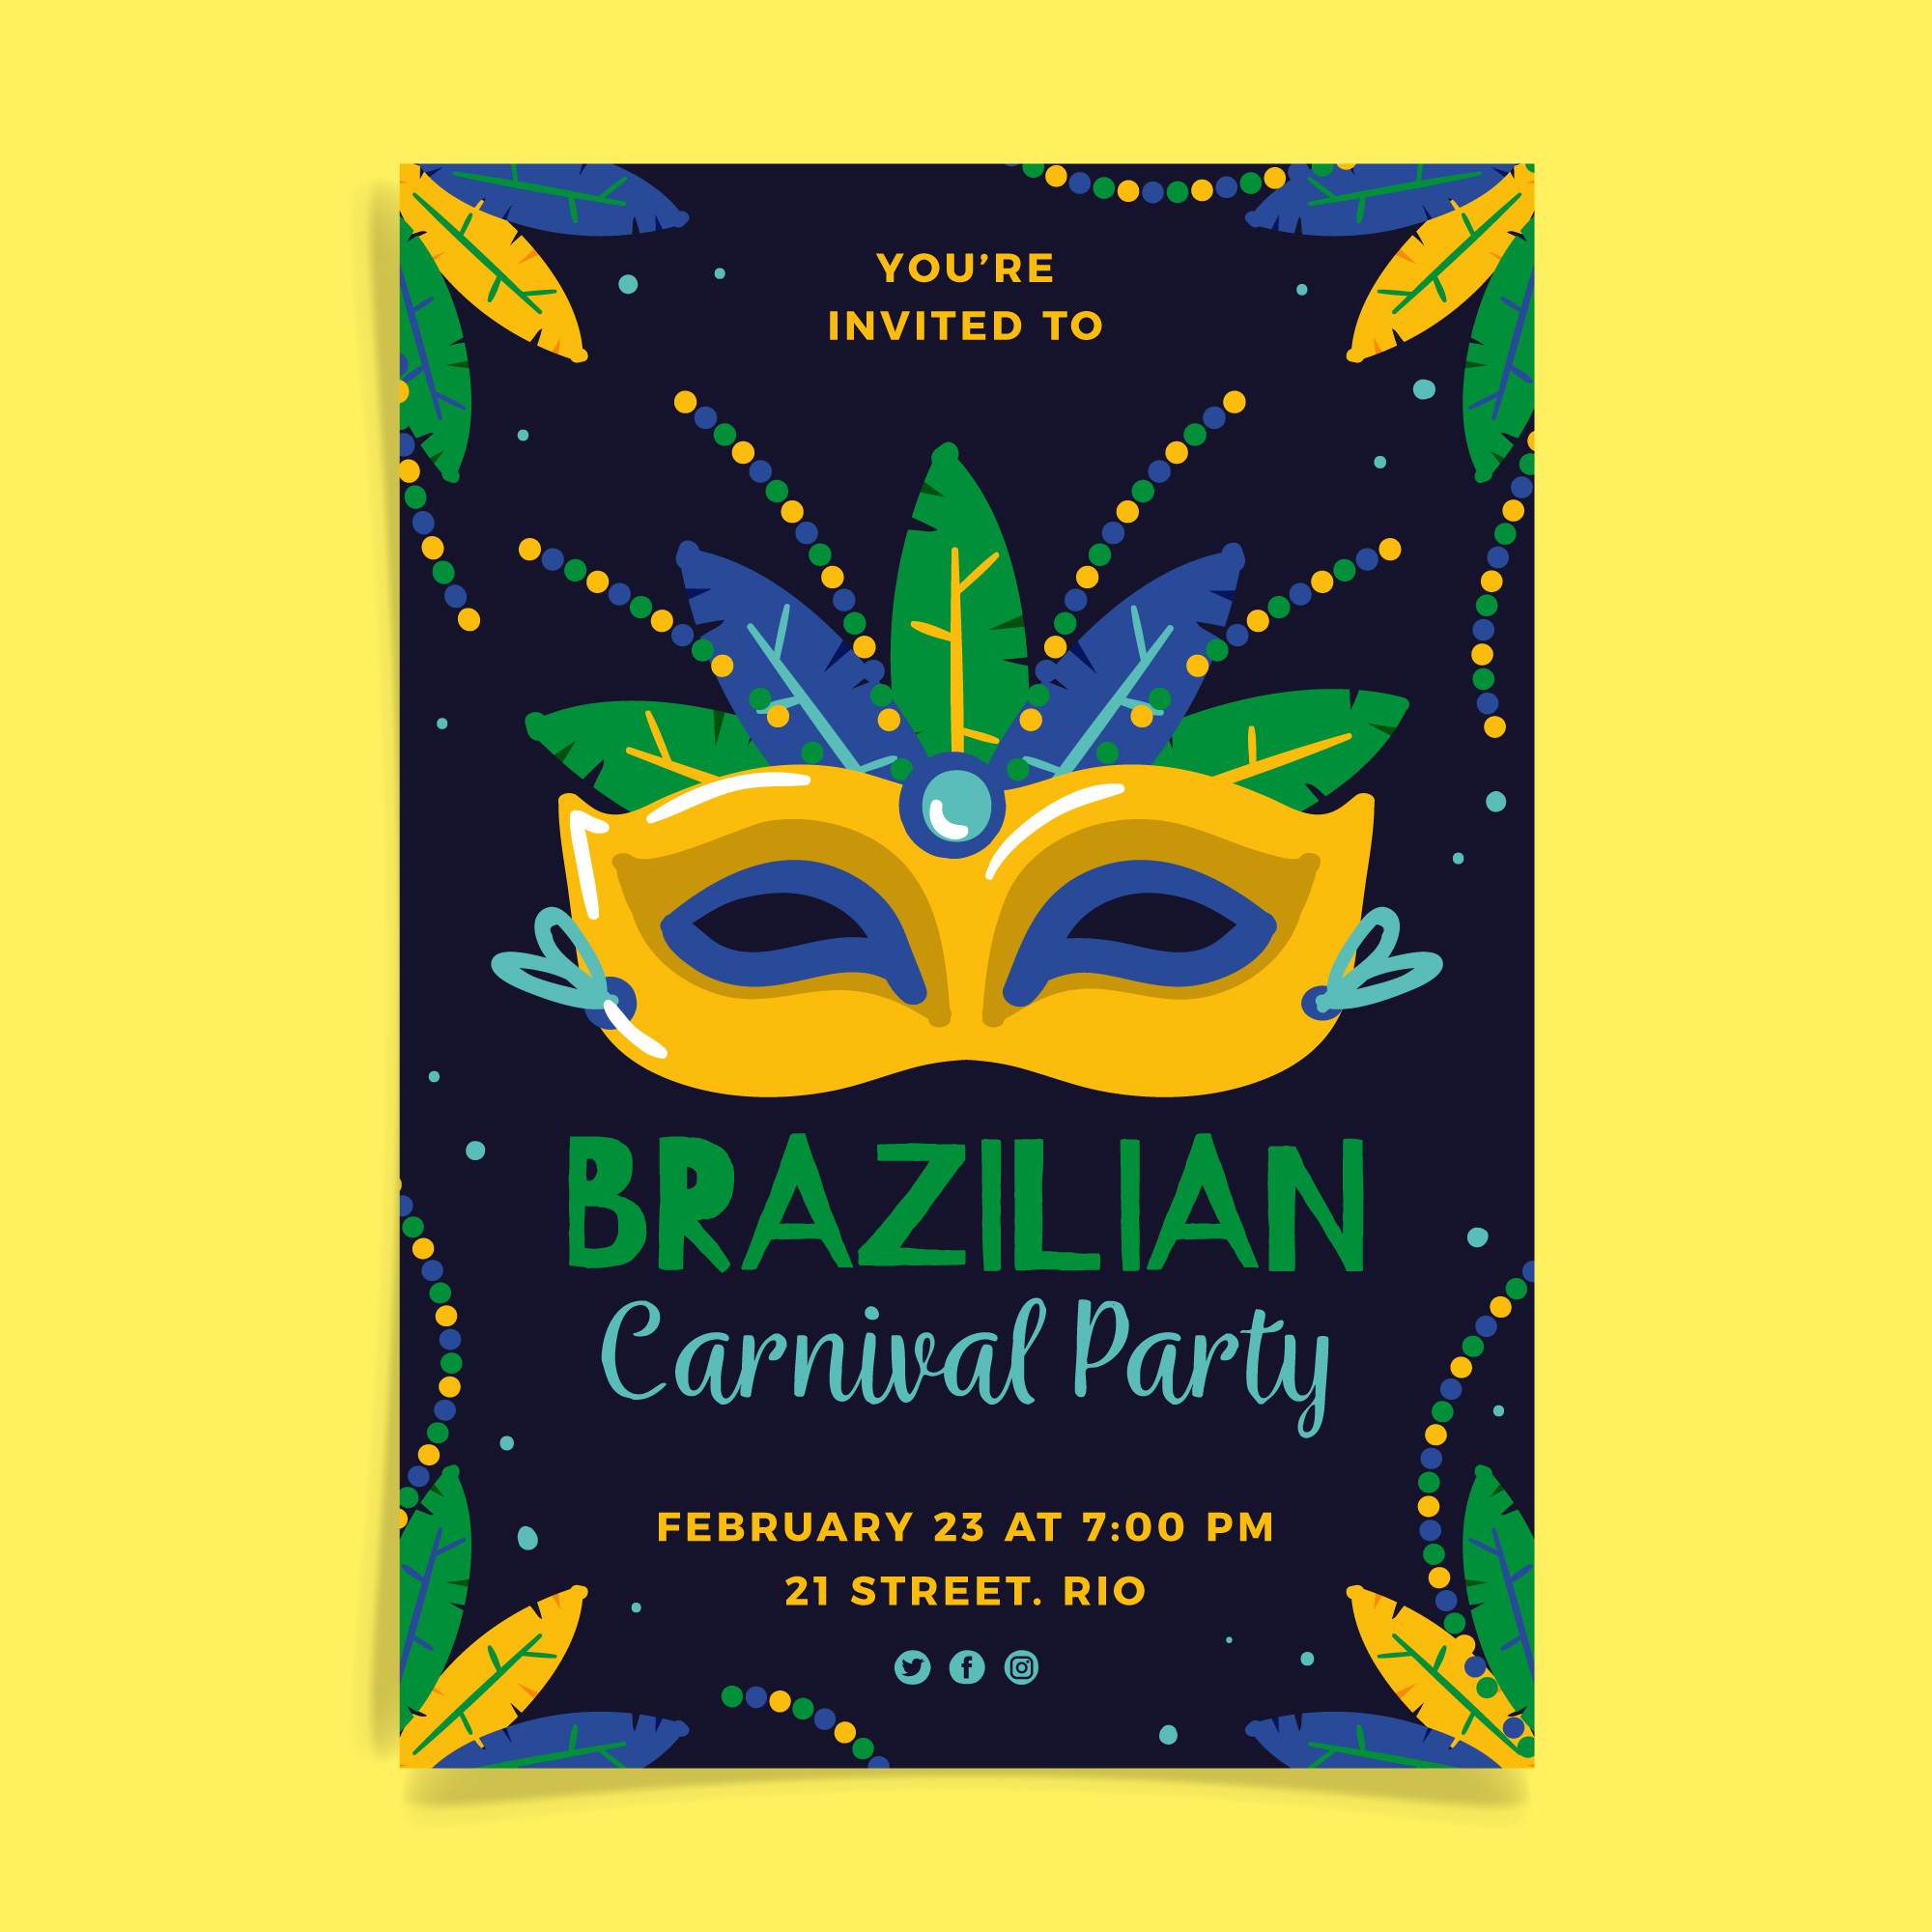 YOU'RE
INVITED TO
BRAZILIAN
Carnival Party
FEBRUARY 23 AT 7:00 PM
21 STREET. RIO